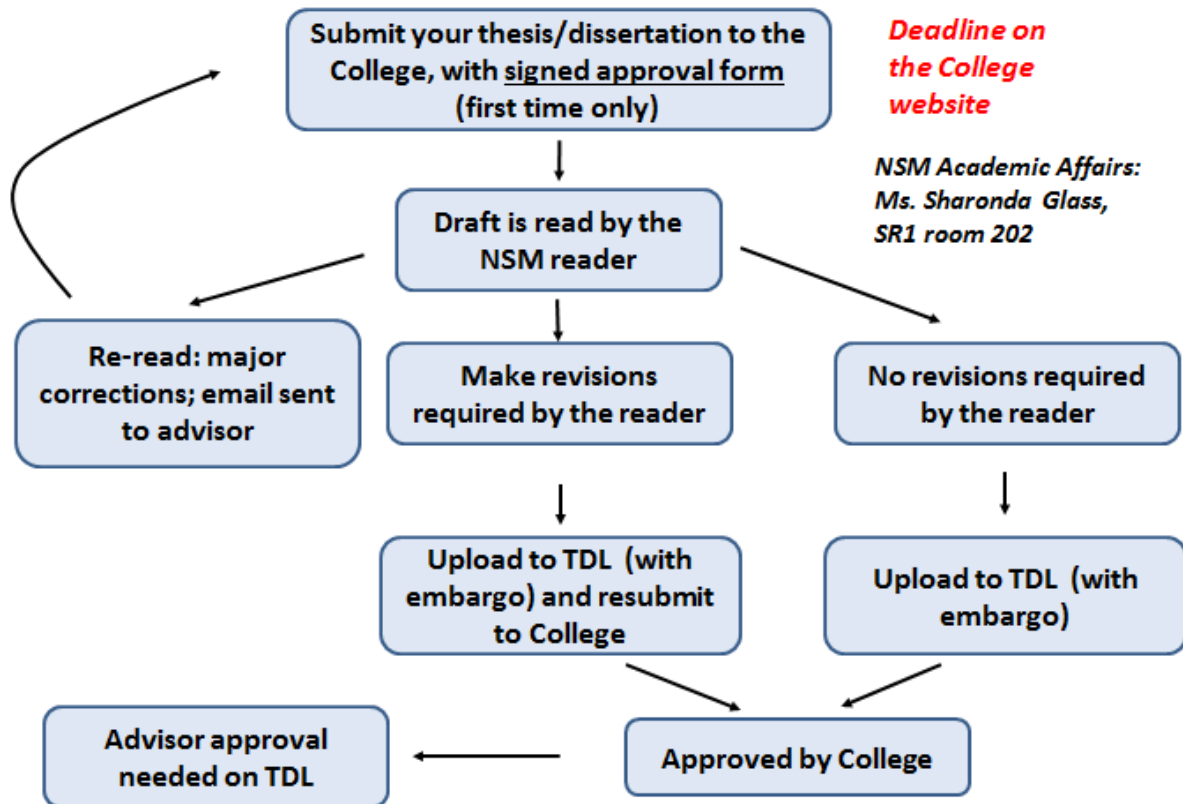 Submit your thesis/dissertation to the
College, with signed approval form
(first time only)
Deadline on
the College
website
NSM Academic Affairs:
Ms. Sharonda Glass,
SR1 room 202
Draft is read by the
NSM reader
Re-read: major
corrections; email sent
to advisor
Make revisions
required by the reader
No revisions required
by the reader
Upload to TDL (with
embargo) and resubmit
to College
Upload to TDL (with
embargo)
Advisor approval
needed on TDL
Approved by College